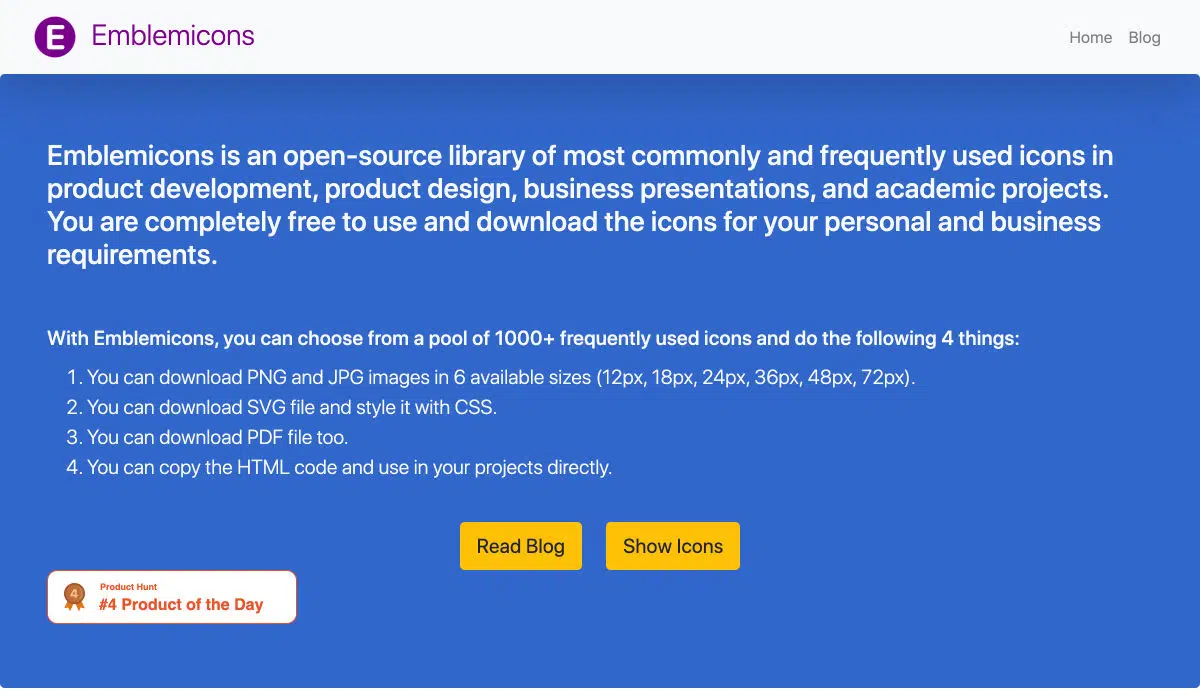 E Emblemicons
Home Blog
Emblemicons is an open-source library of most commonly and frequently used icons in
product development, product design, business presentations, and academic projects.
You are completely free to use and download the icons for your personal and business
requirements.
With Emblemicons, you can choose from a pool of 1000+ frequently used icons and do the following 4 things:
1. You can download PNG and JPG images in 6 available sizes (12px, 18px, 24px, 36px, 48px, 72px).
2. You can download SVG file and style it with CSS.
3. You can download PDF file too.
4. You can copy the HTML code and use in your projects directly.
Read Blog Show Icons
4
Product Hunt
#4 Product of the Day